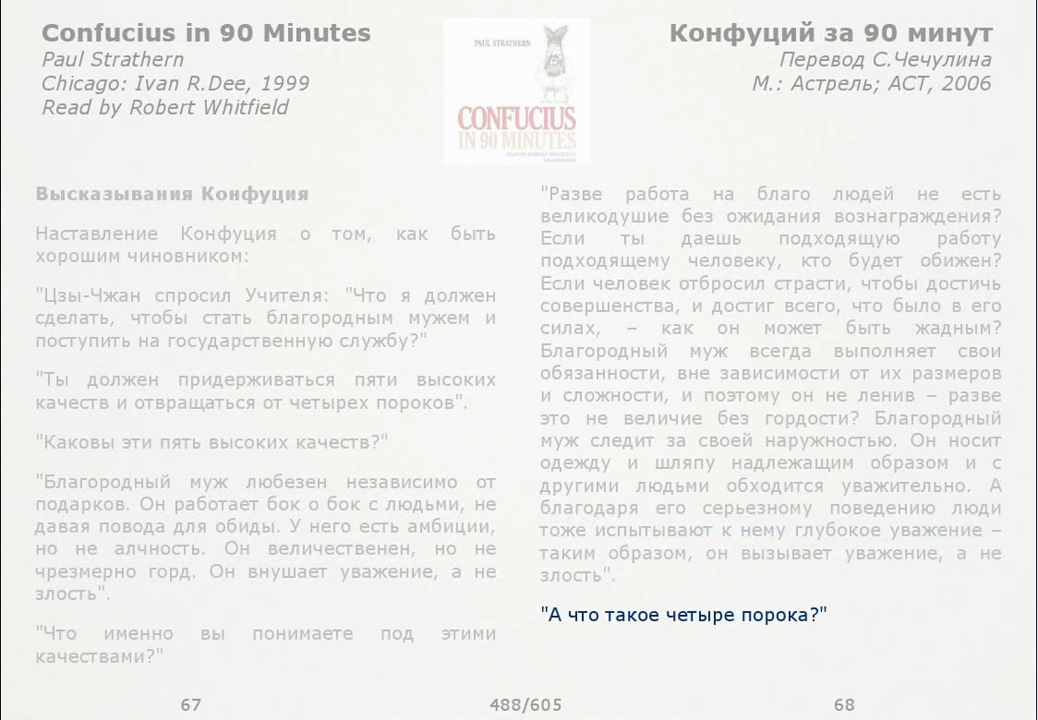 Confucius in 90 Minutes
Paul Strathern
Chicago: Ivan R.Dee, 1999
Read by Robert Whitfield
PAUL STRATHERN
CONFUCIUS
IN 90 MINUTES
Конфуций за 90 минут
Перевод С.Чечулина
М.: Астрель; АСТ, 2006
Высказывания Конфуция
Наставление Конфуция о том, как быть
хорошим чиновником:
"Цзы-Чжан спросил Учителя: "Что я должен
сделать, чтобы стать благородным мужем и
поступить на государственную службу?"
"Ты должен придерживаться пяти высоких
качеств и отвращаться от четырех пороков".
"Каковы эти пять высоких качеств?"
"Благородный муж любезен независимо от
подарков. Он работает бок о бок с людьми, не
давая повода для обиды. У него есть амбиции,
но не алчность. Он величественен, но не
чрезмерно горд. Он внушает уважение, а не
злость".
"Что именно вы понимаете под этими
качествами?"
"Разве работа на благо людей не есть
великодушие без ожидания вознаграждения?
Если ты даешь подходящую работу
подходящему человеку, кто будет обижен?
Если человек отбросил страсти, чтобы достичь
совершенства, и достиг всего, что было в его
силах, – как он может быть жадным?
Благородный муж всегда выполняет свои
обязанности, вне зависимости от их размеров
и сложности, и поэтому он не ленив – разве
это не величие без гордости? Благородный
муж следит за своей наружностью. Он носит
одежду и шляпу надлежащим образом и с
другими людьми обходится уважительно. А
благодаря его серьезному поведению люди
тоже испытывают к нему глубокое уважение –
таким образом, он вызывает уважение, а не
злость".
"А что такое четыре порока?"
67
488/605
68